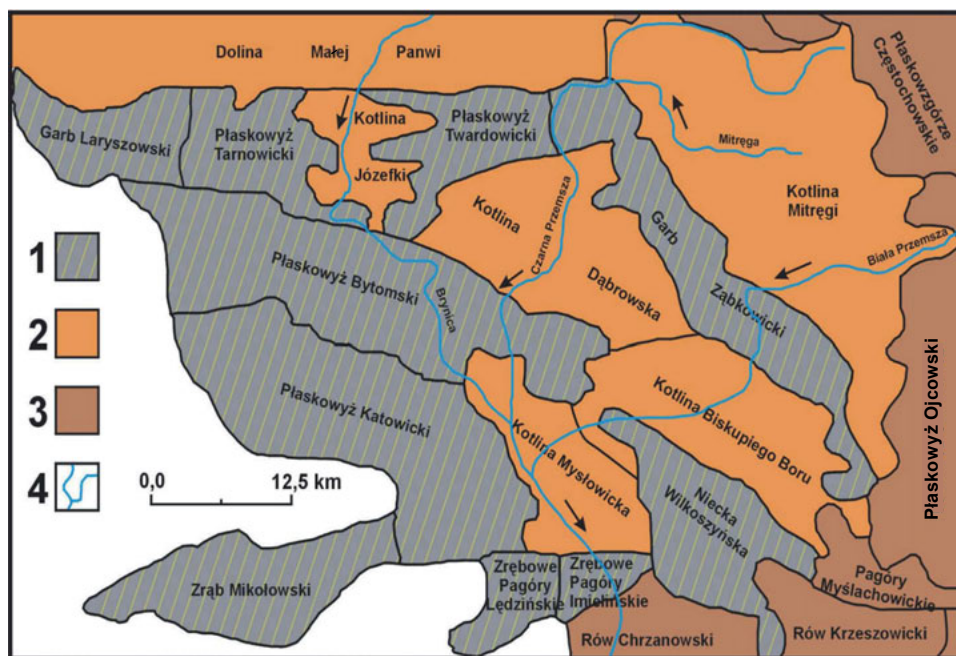 Dolina Małej Panwi
Płaskowzgórze
Częstochowskie
Garb Laryszowski
Płaskowyż
Tarnowicki
Kotlina
Józefki
Płaskowyż
Twardowicki
Mitręga
Kotlina
Mitręgi
Kotlina
Dąbrowska
Czarna Przemsza
Garb
Ząbkowicki
Biała Przemsza
1
2
3
4
Płaskowyż Bytomski
Brynica
Płaskowyż Katowicki
Kotlina Mysłowicka
Kotlina Biskupiego Boru
Niecka
Wilkoszyńska
Płaskowyż Ojcowski
0,0 12,5 km
Zrąb Mikołowski
Zrębowe
Pagóry
Lędzińskie
Zrębowe
Pagóry
Imielińskie
Pagóry
Myślachowickie
Rów Chrzanowski
Rów Krzeszowicki